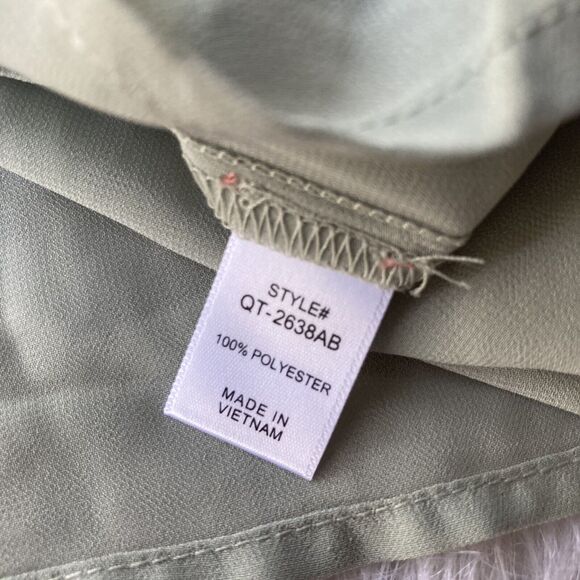 STYLE#
QT-2638AB
100% POLYESTER
MADE IN
VIETNAM